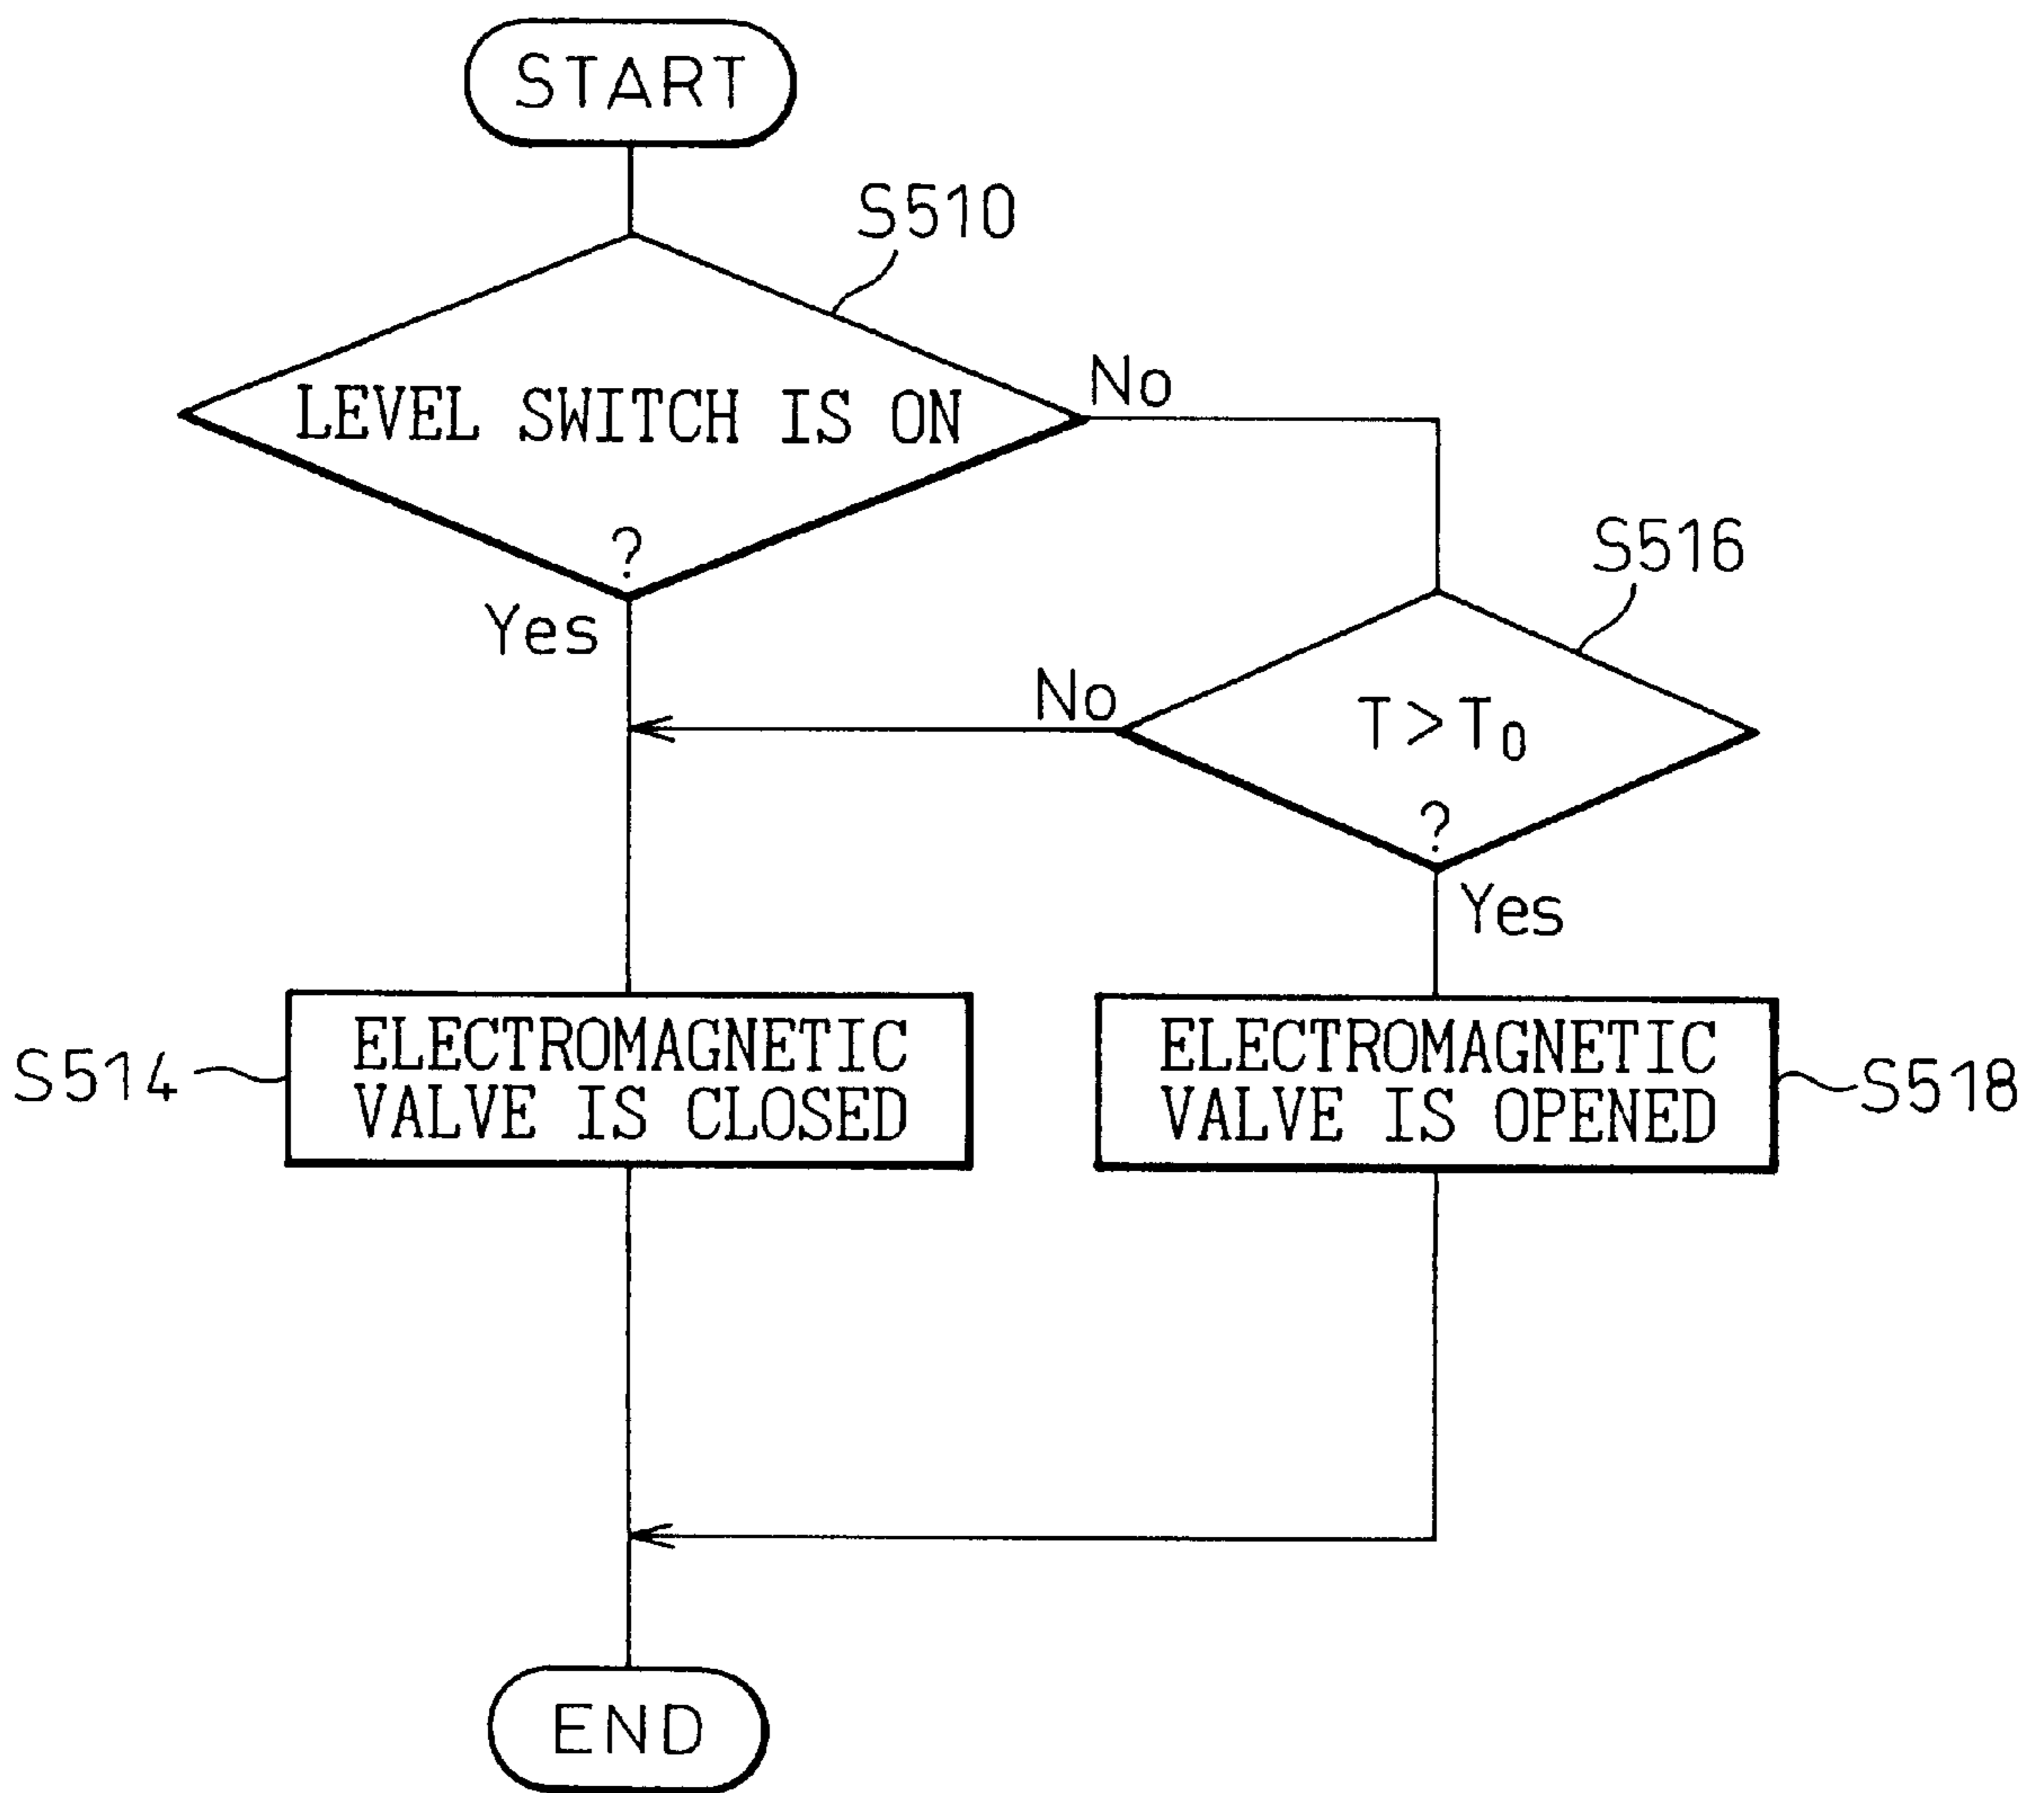 START
S510
LEVEL SWITCH IS ON
?
No
Yes
S516
T>T₀
?
No
Yes
S514
ELECTROMAGNETIC
VALVE IS CLOSED
ELECTROMAGNETIC
VALVE IS OPENED
S518
END